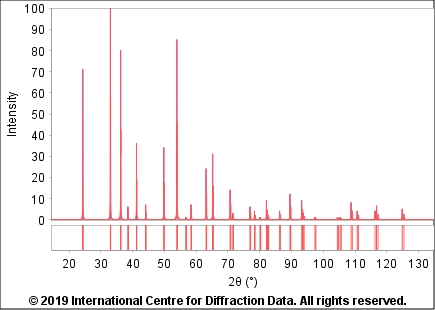 100
90
80
70
60
50
40
30
20
10
0
Intensity
20 30 40 50 60 70 80 90 100 110 120 130
2θ (°)
© 2019 International Centre for Diffraction Data. All rights reserved.